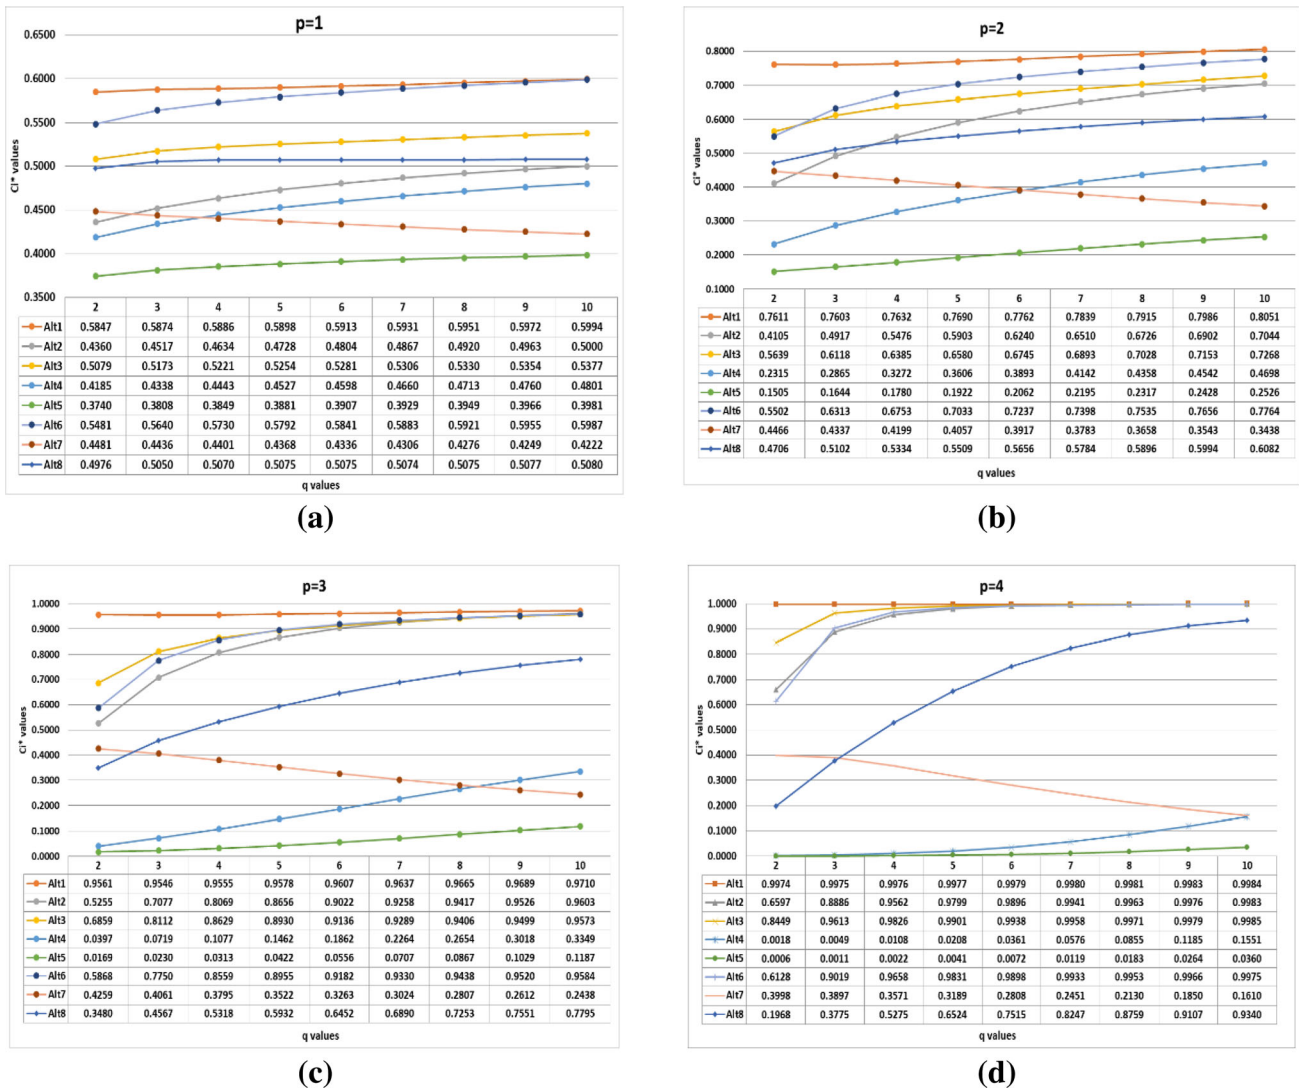 p=1
0.6500
0.6000
0.5500
0.5000
0.4500
0.4000
0.3500
Ci* values
2 3 4 5 6 7 8 9 10
Alt1 0.5847 0.5874 0.5886 0.5898 0.5913 0.5931 0.5951 0.5972 0.5994
Alt2 0.4360 0.4517 0.4634 0.4728 0.4804 0.4867 0.4920 0.4963 0.5000
Alt3 0.5079 0.5173 0.5221 0.5254 0.5281 0.5306 0.5330 0.5354 0.5377
Alt4 0.4185 0.4338 0.4443 0.4527 0.4598 0.4660 0.4713 0.4760 0.4801
Alt5 0.3740 0.3808 0.3849 0.3881 0.3907 0.3929 0.3949 0.3966 0.3981
Alt6 0.5481 0.5640 0.5730 0.5792 0.5841 0.5883 0.5921 0.5955 0.5987
Alt7 0.4481 0.4436 0.4401 0.4368 0.4336 0.4306 0.4276 0.4249 0.4222
Alt8 0.4976 0.5050 0.5070 0.5075 0.5075 0.5074 0.5075 0.5077 0.5080
q values
(a)
p=2
0.8000
0.7000
0.6000
0.5000
0.4000
0.3000
0.2000
0.1000
Ci* values
2 3 4 5 6 7 8 9 10
Alt1 0.7611 0.7603 0.7632 0.7690 0.7762 0.7839 0.7915 0.7986 0.8051
Alt2 0.4105 0.4917 0.5476 0.5903 0.6240 0.6510 0.6726 0.6902 0.7044
Alt3 0.5639 0.6118 0.6385 0.6580 0.6745 0.6893 0.7028 0.7153 0.7268
Alt4 0.2315 0.2865 0.3272 0.3606 0.3893 0.4142 0.4358 0.4542 0.4698
Alt5 0.1505 0.1644 0.1780 0.1922 0.2062 0.2195 0.2317 0.2428 0.2526
Alt6 0.5502 0.6313 0.6753 0.7033 0.7237 0.7398 0.7535 0.7656 0.7764
Alt7 0.4466 0.4337 0.4199 0.4057 0.3917 0.3783 0.3658 0.3543 0.3438
Alt8 0.4706 0.5102 0.5334 0.5509 0.5656 0.5784 0.5896 0.5994 0.6082
q values
(b)
p=3
1.0000
0.9000
0.8000
0.7000
0.6000
0.5000
0.4000
0.3000
0.2000
0.1000
0.0000
Ci* values
2 3 4 5 6 7 8 9 10
Alt1 0.9561 0.9546 0.9555 0.9578 0.9607 0.9637 0.9665 0.9689 0.9710
Alt2 0.5255 0.7077 0.8069 0.8656 0.9022 0.9258 0.9417 0.9526 0.9603
Alt3 0.6859 0.8112 0.8629 0.8930 0.9136 0.9289 0.9406 0.9499 0.9573
Alt4 0.0397 0.0719 0.1077 0.1462 0.1862 0.2264 0.2654 0.3018 0.3349
Alt5 0.0169 0.0230 0.0313 0.0422 0.0556 0.0707 0.0867 0.1029 0.1187
Alt6 0.5868 0.7750 0.8559 0.8955 0.9182 0.9330 0.9438 0.9520 0.9584
Alt7 0.4259 0.4061 0.3795 0.3522 0.3263 0.3024 0.2807 0.2612 0.2438
Alt8 0.3480 0.4567 0.5318 0.5932 0.6452 0.6890 0.7253 0.7551 0.7795
q values
(c)
p=4
1.0000
0.9000
0.8000
0.7000
0.6000
0.5000
0.4000
0.3000
0.2000
0.1000
0.0000
Ci* values
2 3 4 5 6 7 8 9 10
Alt1 0.9974 0.9975 0.9976 0.9977 0.9979 0.9980 0.9981 0.9983 0.9984
Alt2 0.6597 0.8886 0.9562 0.9799 0.9896 0.9941 0.9963 0.9976 0.9983
Alt3 0.8449 0.9613 0.9826 0.9901 0.9938 0.9958 0.9971 0.9979 0.9985
Alt4 0.0018 0.0049 0.0108 0.0208 0.0361 0.0576 0.0855 0.1185 0.1551
Alt5 0.0006 0.0011 0.0022 0.0041 0.0072 0.0119 0.0183 0.0264 0.0360
Alt6 0.6128 0.9019 0.9658 0.9831 0.9898 0.9933 0.9953 0.9966 0.9975
Alt7 0.3998 0.3897 0.3571 0.3189 0.2808 0.2451 0.2130 0.1850 0.1610
Alt8 0.1968 0.3775 0.5275 0.6524 0.7515 0.8247 0.8759 0.9107 0.9340
q values
(d)